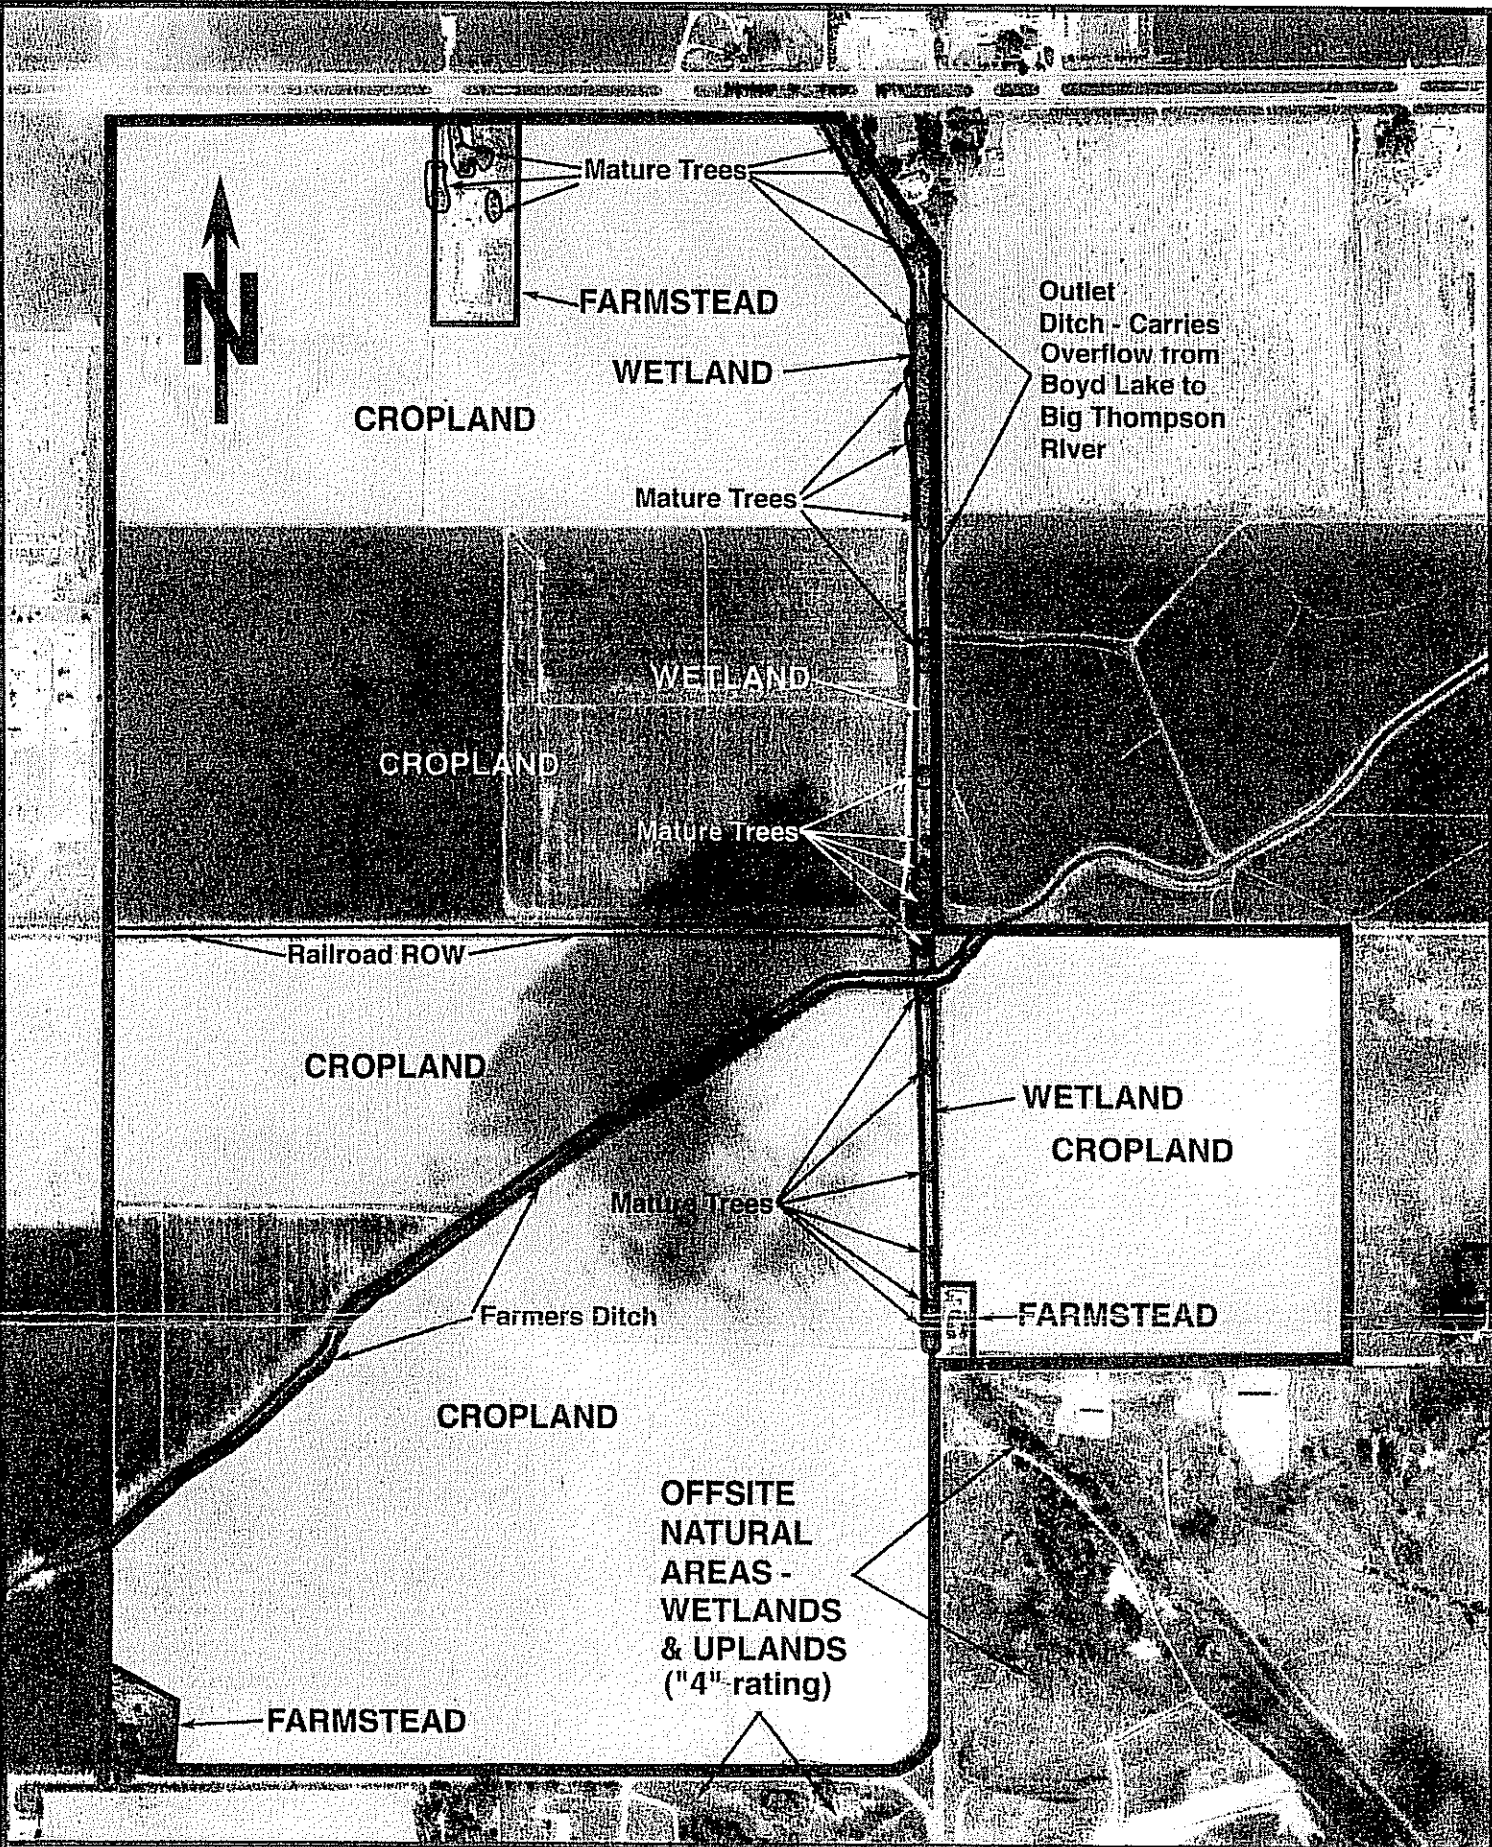 Mature Trees
N
FARMSTEAD
Outlet
Ditch - Carries
Overflow from
Boyd Lake to
Big Thompson
River
WETLAND
CROPLAND
Mature Trees
WETLAND
CROPLAND
Mature Trees
Railroad ROW
CROPLAND
WETLAND
CROPLAND
Mature Trees
Farmers Ditch
FARMSTEAD
CROPLAND
OFFSITE
NATURAL
AREAS -
WETLANDS
& UPLANDS
("4" rating)
FARMSTEAD